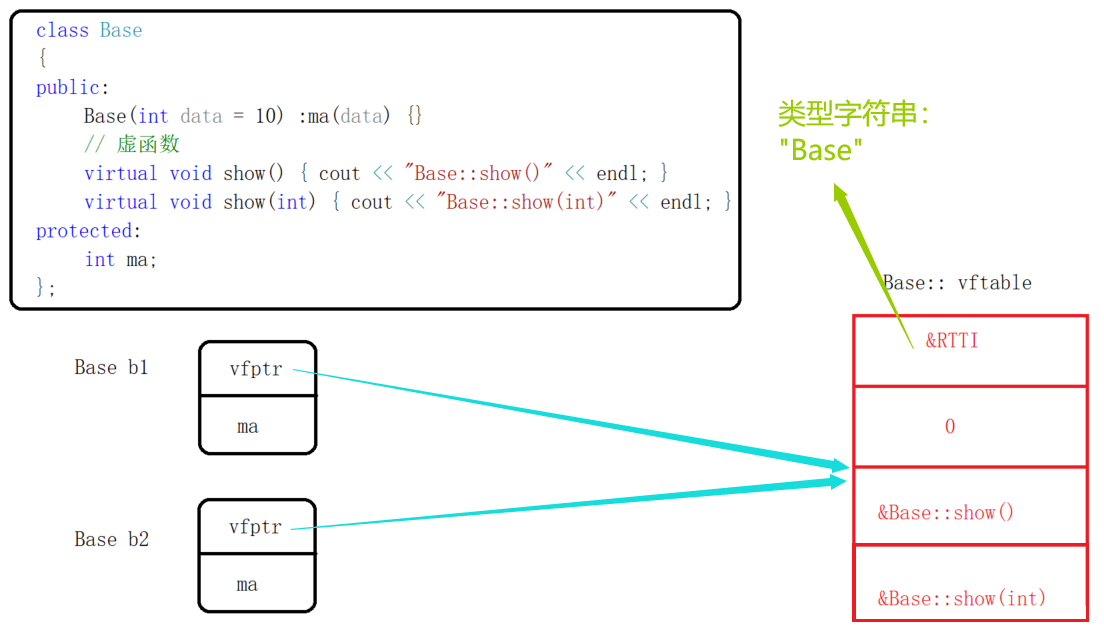 class Base
{
public:
    Base(int data = 10) :ma(data) {}
    // 虚函数
    virtual void show() { cout << "Base::show()" << endl; }
    virtual void show(int) { cout << "Base::show(int)" << endl; }
protected:
    int ma;
};
类型字符串:
"Base"
Base:: vftable
&RTTI
0
&Base::show()
&Base::show(int)
Base b1
vfptr
ma
Base b2
vfptr
ma